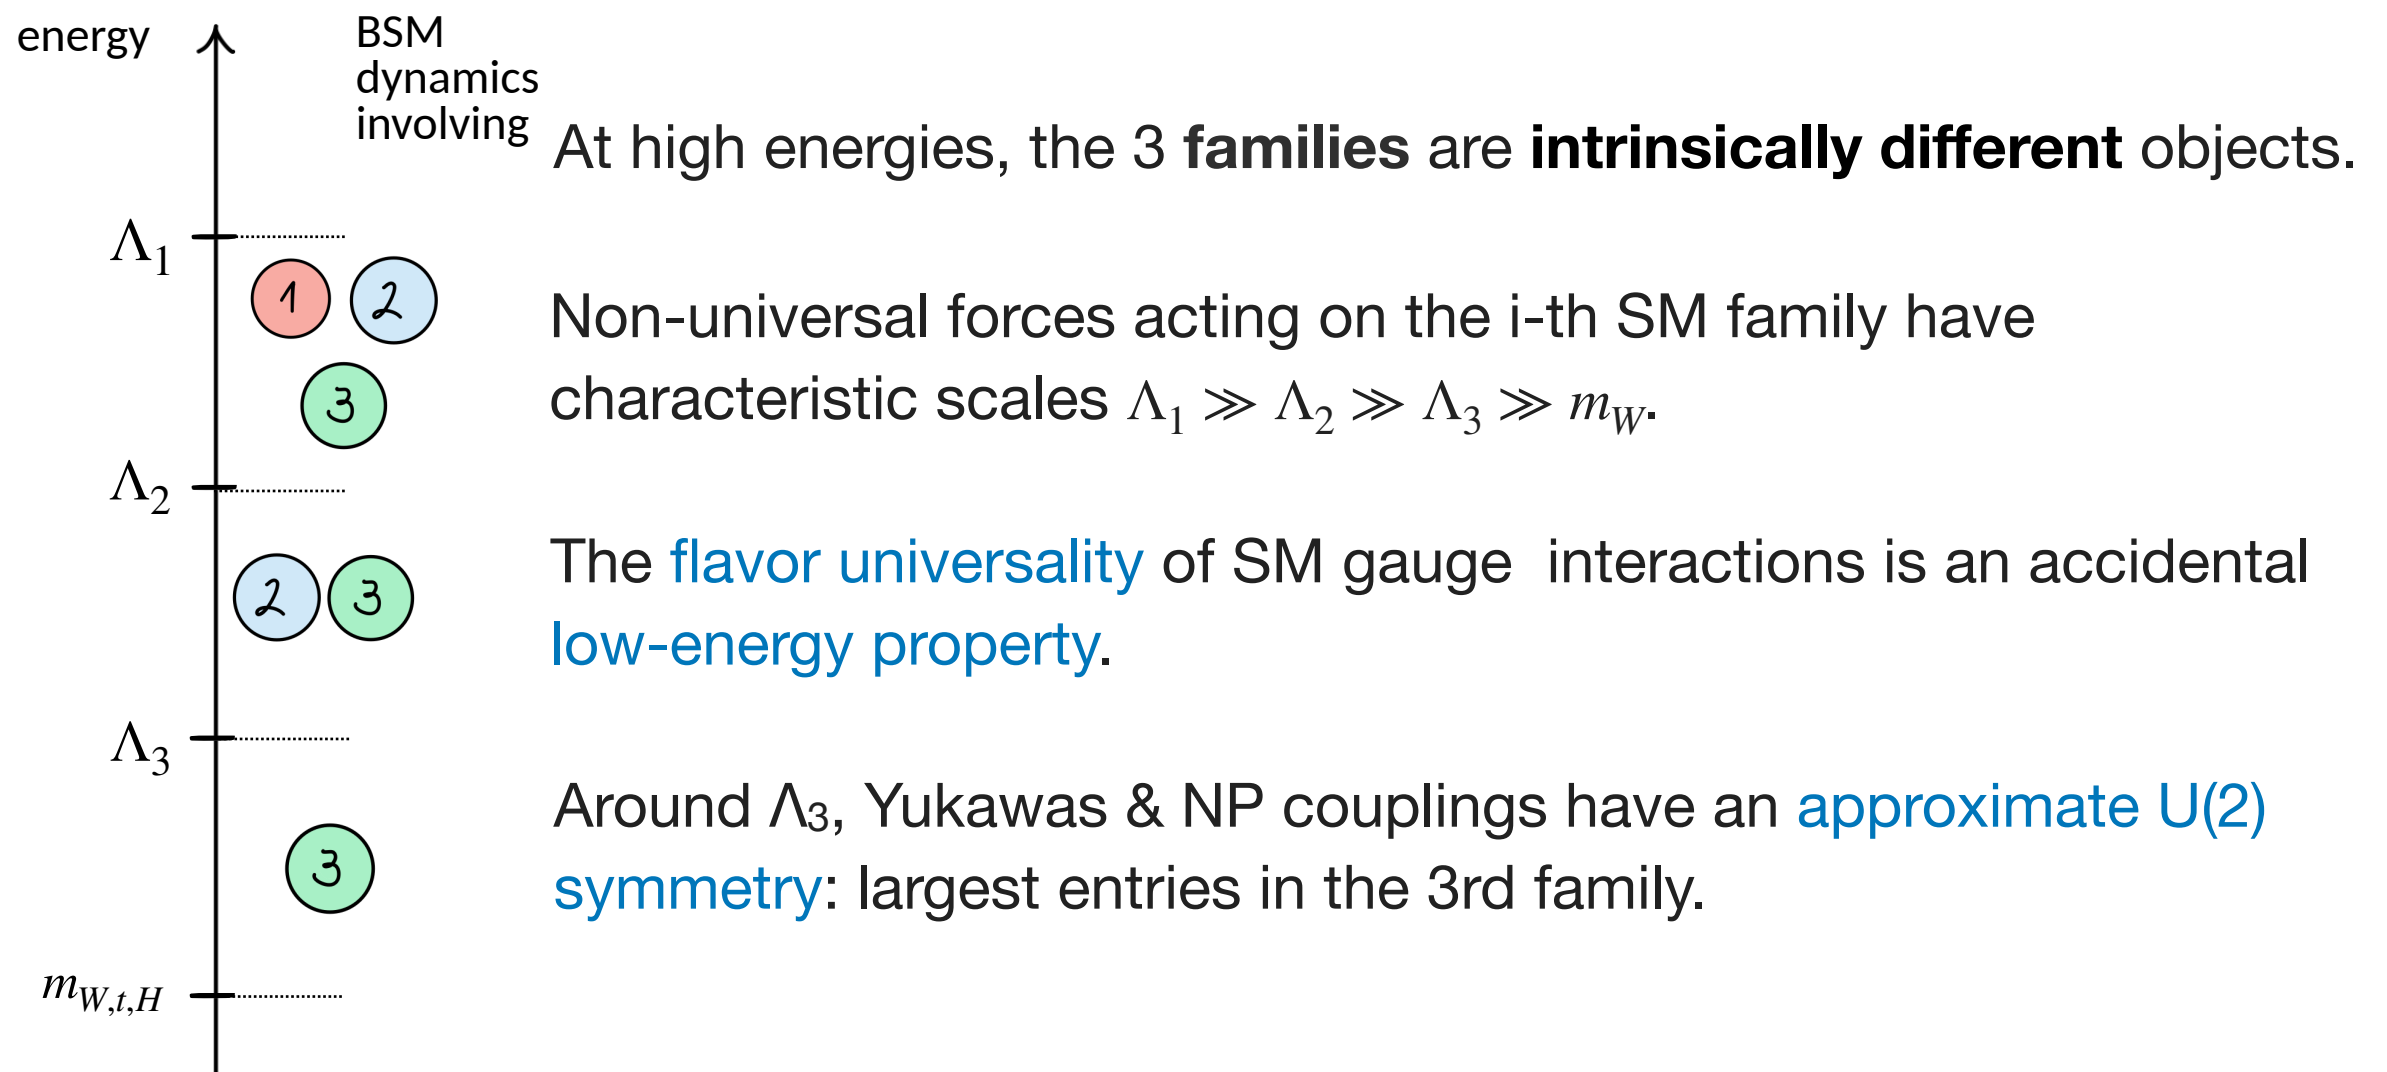 energy
BSM
dynamics
involving
At high energies, the 3 families are intrinsically different objects.
Λ₁
1 2
Non-universal forces acting on the i-th SM family have
characteristic scales Λ₁ ≫ Λ₂ ≫ Λ₃ ≫ m_W.
3
Λ₂
The flavor universality of SM gauge interactions is an accidental
2 3
low-energy property.
Λ₃
Around Λ₃, Yukawas & NP couplings have an approximate U(2)
symmetry: largest entries in the 3rd family.
3
m_{W,t,H}